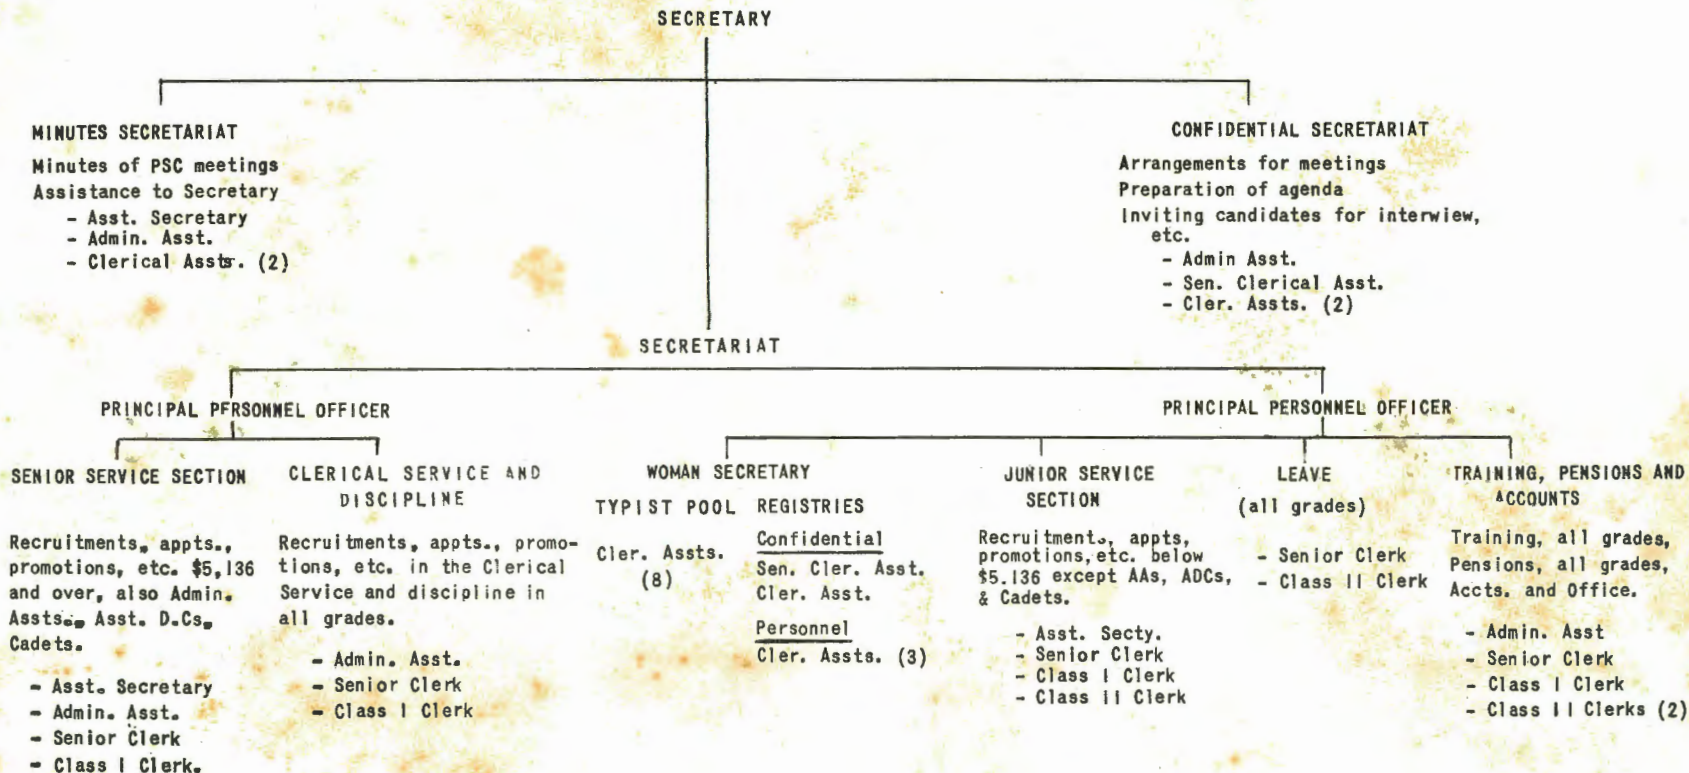 SECRETARY
MINUTES SECRETARIAT
Minutes of PSC meetings
Assistance to Secretary
- Asst. Secretary
- Admin. Asst.
- Clerical Assts. (2)
CONFIDENTIAL SECRETARIAT
Arrangements for meetings
Preparation of agenda
Inviting candidates for interwiew,
etc.
- Admin Asst.
- Sen. Clerical Asst.
- Cler. Assts. (2)
SECRETARIAT
PRINCIPAL PERSONNEL OFFICER
SENIOR SERVICE SECTION
Recruitments, appts.,
promotions, etc. $5,136
and over, also Admin.
Assts., Asst. D.Cs,
Cadets.
- Asst. Secretary
- Admin. Asst.
- Senior Clerk
- Class I Clerk.
CLERICAL SERVICE AND
DISCIPLINE
Recruitments, appts., promo-
tions, etc. in the Clerical
Service and discipline in
all grades.
- Admin. Asst.
- Senior Clerk
- Class I Clerk
PRINCIPAL PERSONNEL OFFICER
WOMAN SECRETARY
TYPIST POOL
Cler. Assts.
(8)
REGISTRIES
Confidential
Sen. Cler. Asst.
Cler. Asst.
Personnel
Cler. Assts. (3)
JUNIOR SERVICE
SECTION
Recruitment, appts,
promotions, etc. below
$5.136 except AAs, ADCs,
& Cadets.
- Asst. Secty.
- Senior Clerk
- Class I Clerk
- Class II Clerk
LEAVE
(all grades)
- Senior Clerk
- Class II Clerk
TRAINING, PENSIONS AND
ACCOUNTS
Training, all grades,
Pensions, all grades,
Accts. and Office.
- Admin. Asst
- Senior Clerk
- Class I Clerk
- Class II Clerks (2)